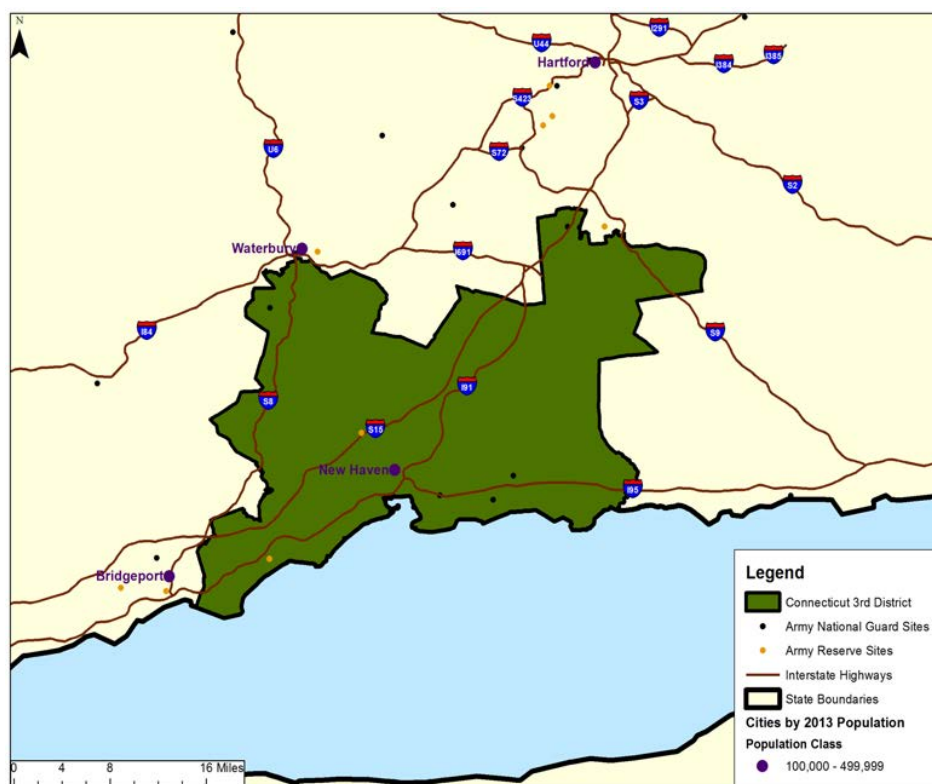 N
I291
U44
Hartford
I384
I385
S422
S3
U6
S72
S2
Waterbury
I691
I84
S9
I91
S8
S15
New Haven
I95
Bridgeport
Legend
Connecticut 3rd District
Army National Guard Sites
Army Reserve Sites
Interstate Highways
State Boundaries
Cities by 2013 Population
Population Class
100,000 - 499,999
0 4 8 16 Miles